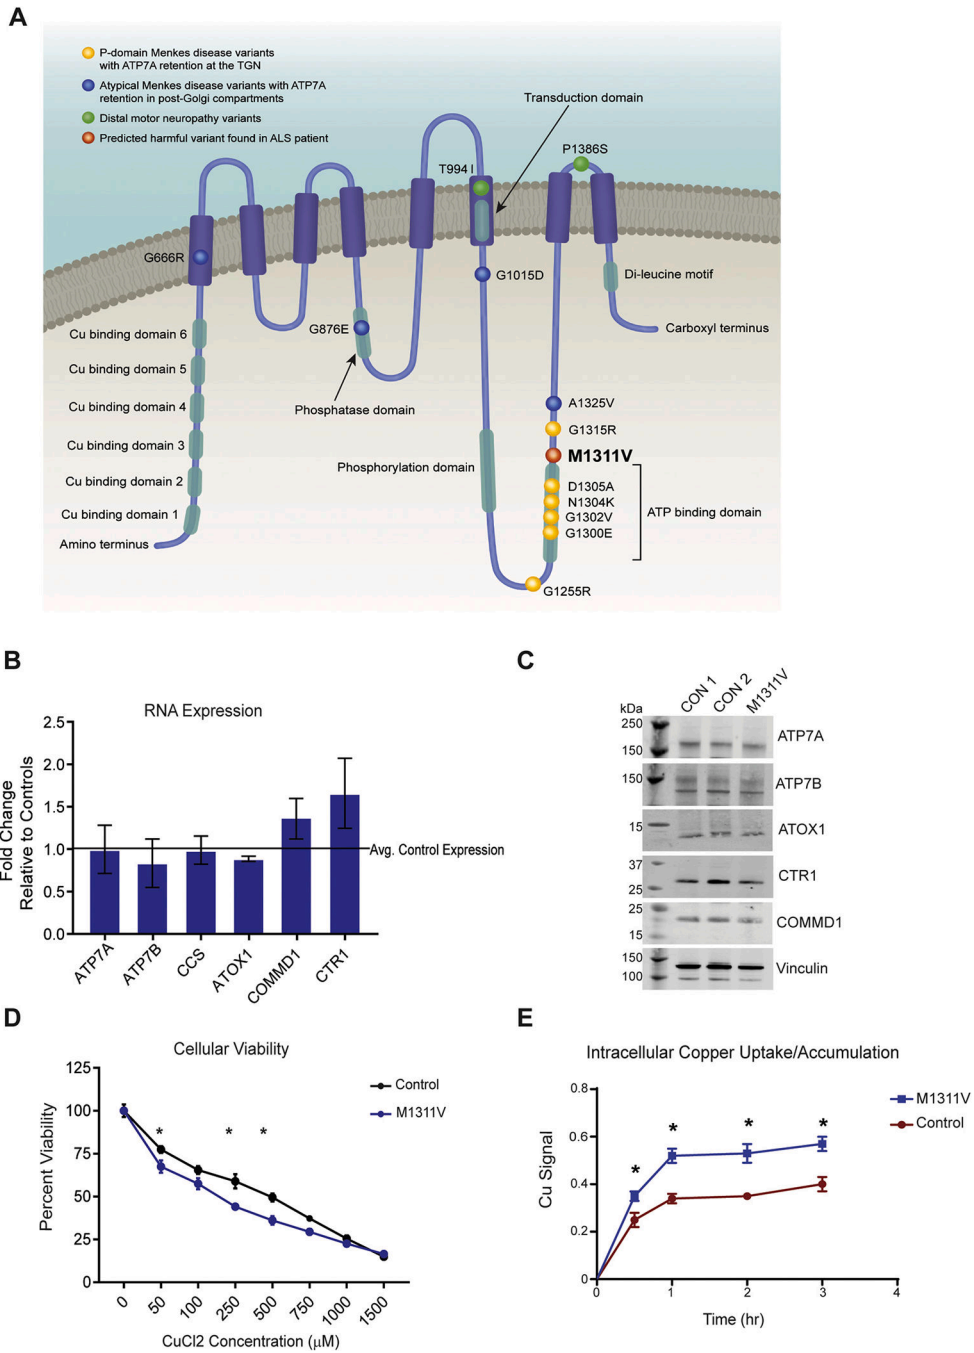 A
P-domain Menkes disease variants
with ATP7A retention at the TGN
Atypical Menkes disease variants with ATP7A
retention in post-Golgi compartments
Distal motor neuropathy variants
Predicted harmful variant found in ALS patient
Transduction domain
P1386S
T994 I
G666R
G1015D
Di-leucine motif
G876E
Carboxyl terminus
Cu binding domain 6
Cu binding domain 5
Cu binding domain 4
Cu binding domain 3
Cu binding domain 2
Cu binding domain 1
Amino terminus
Phosphatase domain
Phosphorylation domain
A1325V
G1315R
M1311V
D1305A
N1304K
G1302V
G1300E
ATP binding domain
G1255R
B
RNA Expression
Fold Change
Relative to Controls
2.5
2.0
1.5
1.0
0.5
0.0
Avg. Control Expression
ATP7A
ATP7B
CCS
ATOX1
COMMD1
CTR1
C
CON 1
CON 2
M1311V
kDa
250
150
ATP7A
150
ATP7B
15
ATOX1
37
25
CTR1
25
15
COMMD1
150
100
Vinculin
D
Cellular Viability
Percent Viability
125
100
75
50
25
0
Control
M1311V
* * *
0 50 100 250 500 750 1000 1500
CuCl2 Concentration (µM)
E
Intracellular Copper Uptake/Accumulation
Cu Signal
0.8
0.6
0.4
0.2
0
M1311V
Control
* * * *
0 1 2 3 4
Time (hr)